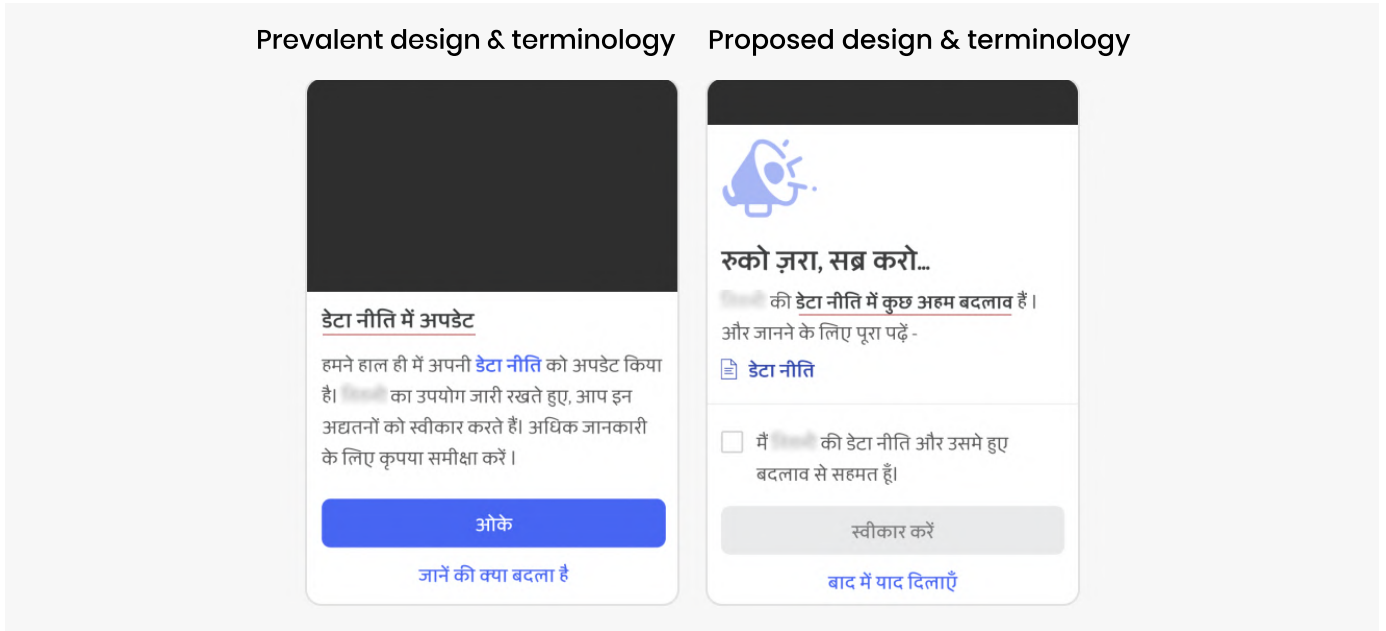 Prevalent design & terminology
डेटा नीति में अपडेट
हमने हाल ही में अपनी डेटा नीति को अपडेट किया
है। का उपयोग जारी रखते हुए, आप इन
अद्यतनों को स्वीकार करते हैं। अधिक जानकारी
के लिए कृपया समीक्षा करें ।
ओके
जानें की क्या बदला है
Proposed design & terminology
रुको ज़रा, सब्र करो...
की डेटा नीति में कुछ अहम बदलाव हैं ।
और जानने के लिए पूरा पढ़ें -
डेटा नीति
मैं की डेटा नीति और उसमे हुए
बदलाव से सहमत हूँ।
स्वीकार करें
बाद में याद दिलाएँ